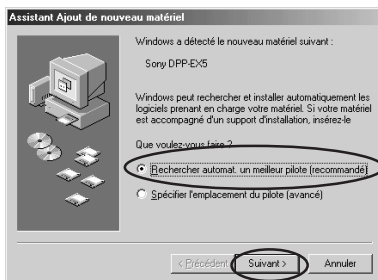 Assistant Ajout de nouveau matériel
Windows a détecté le nouveau matériel suivant :
Sony DPP-EX5
Windows peut rechercher et installer automatiquement les
logiciels prenant en charge votre matériel. Si votre matériel
est accompagné d'un support d'installation, insérez-le
Que voulez-vous faire ?
Rechercher automat. un meilleur pilote (recommandé)
Spécifier l'emplacement du pilote (avancé)
< Précédent
Suivant >
Annuler